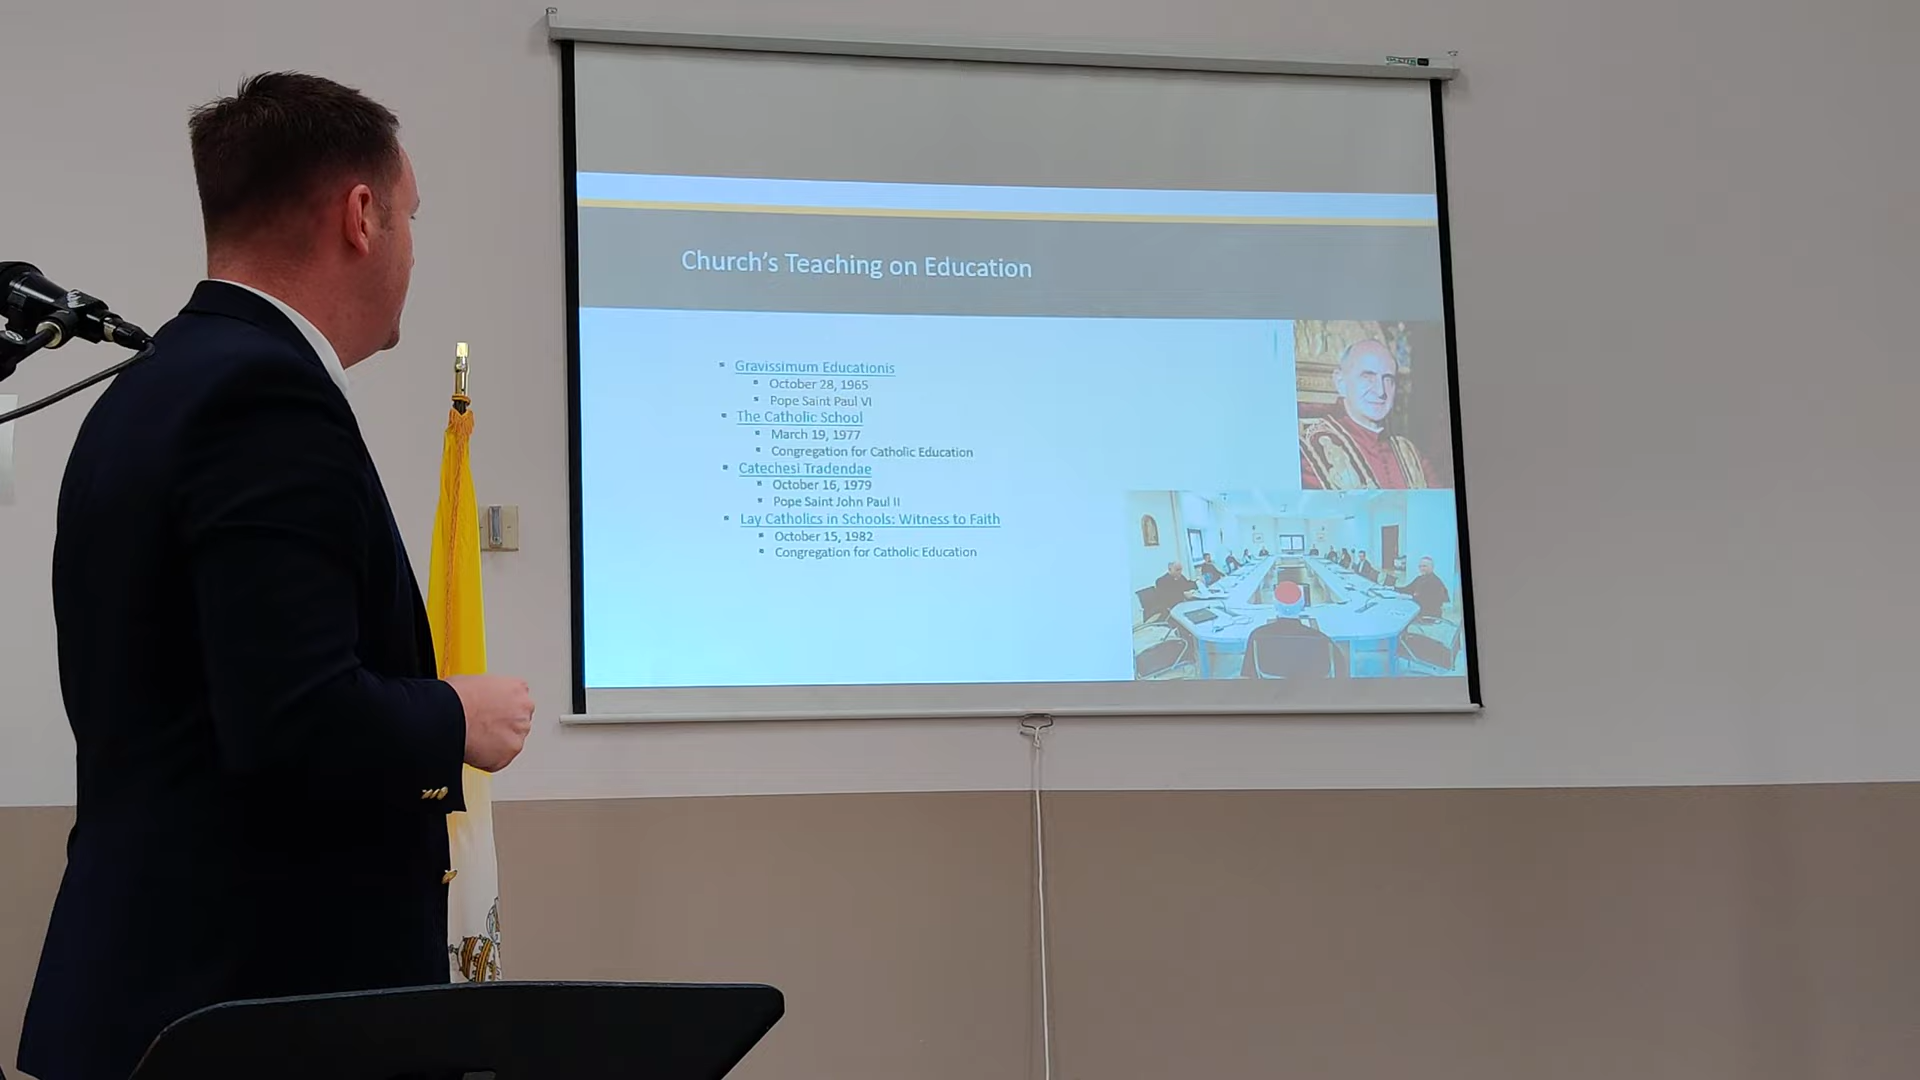 Church's Teaching on Education
Gravissimum Educationis
October 28, 1965
Pope Saint Paul VI
The Catholic School
March 19, 1977
Congregation for Catholic Education
Catechesi Tradendae
October 16, 1979
Pope Saint John Paul II
Lay Catholics in Schools: Witness to Faith
October 15, 1982
Congregation for Catholic Education